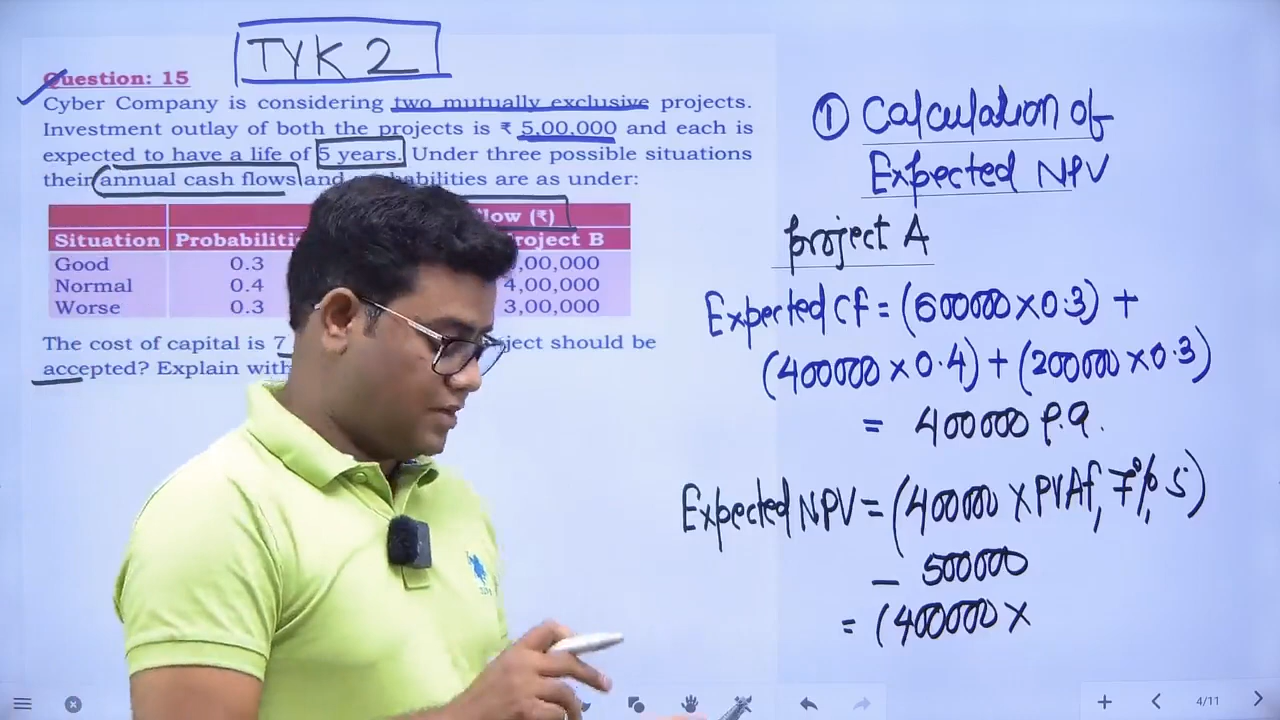 TYK 2
Question: 15
Cyber Company is considering two mutually exclusive projects.
Investment outlay of both the projects is ₹ 5,00,000 and each is
expected to have a life of 5 years. Under three possible situations
their annual cash flows and are as under:
(₹)
Situation
Good 0.3 ,00,000
Normal 0.4 4,00,000
Worse 0.3 3,00,000
The cost of capital is 7 should be
accepted? Explain
① Calculation of
Expected NPV
project A
Expected CF = (600000 × 0.3) +
(400000 × 0.4) + (200000 × 0.3)
= 400000 P.a.
Expected NPV = (400000 × PVAf, 7%, 5)
- 500000
= (400000 ×
4/11